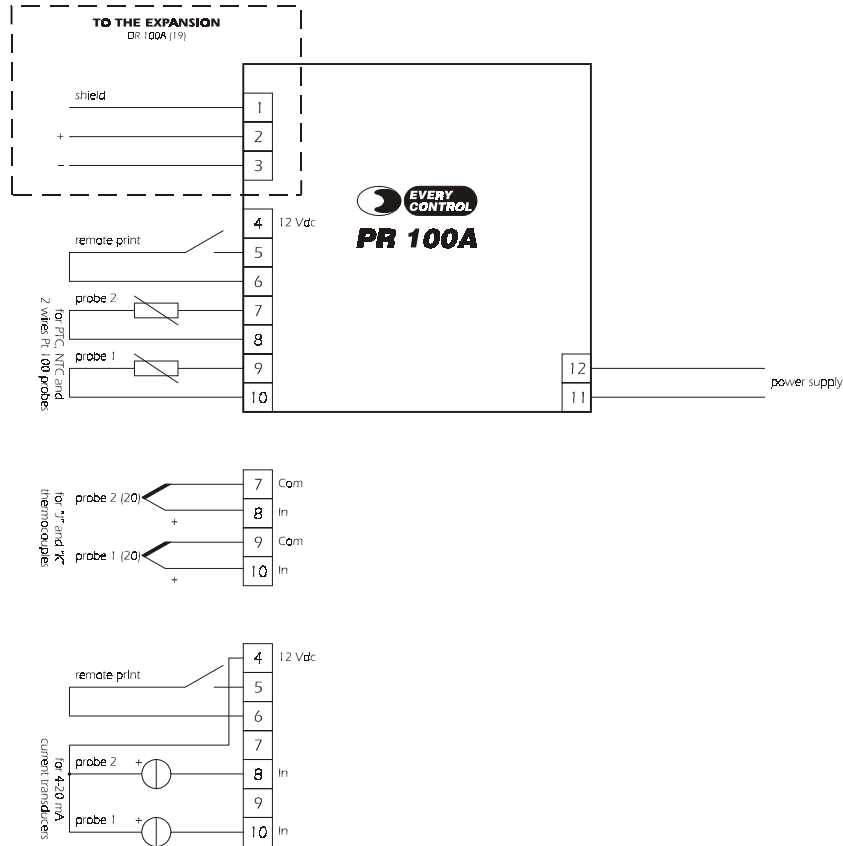 TO THE EXPANSION
DR 100A (19)
shield
1
+
2
–
3
EVERY
CONTROL
PR 100A
4
12 Vdc
remote print
5
6
probe 2
7
8
probe 1
9
10
for PTC, NTC and
2 wires Pt 100 probes
12
11
power supply
7
Com
probe 2 (20)
8
In
+
9
Com
probe 1 (20)
10
In
+
for "J" and "K"
thermocouples
4
12 Vdc
remote print
5
6
7
probe 2
+
8
In
9
probe 1
+
10
In
for 4-20 mA
current transducers